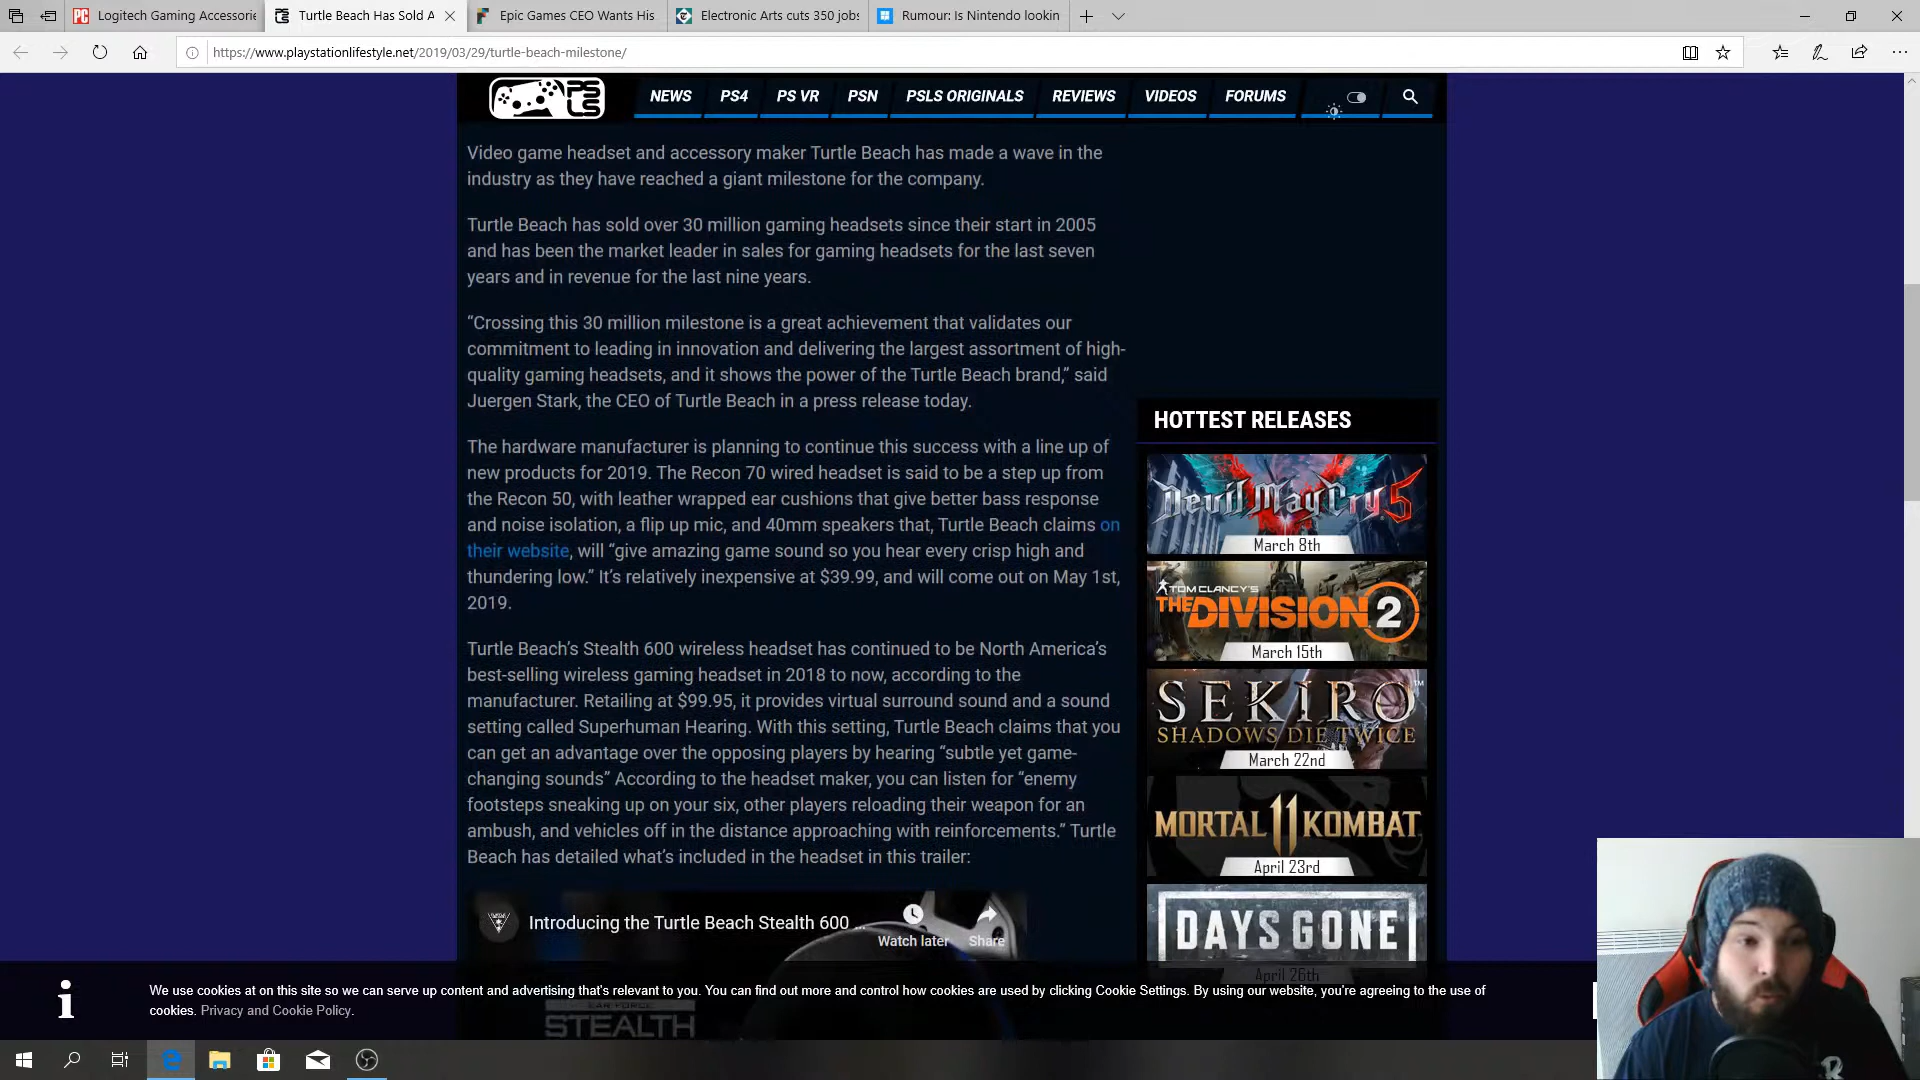 Logitech Gaming Accessorie
Turtle Beach Has Sold A
Epic Games CEO Wants His
Electronic Arts cuts 350 jobs
Rumour: Is Nintendo lookin
https://www.playstationlifestyle.net/2019/03/29/turtle-beach-milestone/
PSLS
NEWS
PS4
PS VR
PSN
PSLS ORIGINALS
REVIEWS
VIDEOS
FORUMS
Video game headset and accessory maker Turtle Beach has made a wave in the
industry as they have reached a giant milestone for the company.
Turtle Beach has sold over 30 million gaming headsets since their start in 2005
and has been the market leader in sales for gaming headsets for the last seven
years and in revenue for the last nine years.
“Crossing this 30 million milestone is a great achievement that validates our
commitment to leading in innovation and delivering the largest assortment of high-
quality gaming headsets, and it shows the power of the Turtle Beach brand,” said
Juergen Stark, the CEO of Turtle Beach in a press release today.
The hardware manufacturer is planning to continue this success with a line up of
new products for 2019. The Recon 70 wired headset is said to be a step up from
the Recon 50, with leather wrapped ear cushions that give better bass response
and noise isolation, a flip up mic, and 40mm speakers that, Turtle Beach claims on
their website, will “give amazing game sound so you hear every crisp high and
thundering low.” It’s relatively inexpensive at $39.99, and will come out on May 1st,
2019.
Turtle Beach’s Stealth 600 wireless headset has continued to be North America’s
best-selling wireless gaming headset in 2018 to now, according to the
manufacturer. Retailing at $99.95, it provides virtual surround sound and a sound
setting called Superhuman Hearing. With this setting, Turtle Beach claims that you
can get an advantage over the opposing players by hearing “subtle yet game-
changing sounds” According to the headset maker, you can listen for “enemy
footsteps sneaking up on your six, other players reloading their weapon for an
ambush, and vehicles off in the distance approaching with reinforcements.” Turtle
Beach has detailed what’s included in the headset in this trailer:
Introducing the Turtle Beach Stealth 600 ...
Watch later
Share
EAR FORCE
STEALTH
HOTTEST RELEASES
Devil May Cry 5
March 8th
TOM CLANCY'S
THE DIVISION 2
March 15th
SEKIRO
SHADOWS DIE TWICE
March 22nd
MORTAL 11 KOMBAT
April 23rd
DAYS GONE
April 26th
We use cookies at on this site so we can serve up content and advertising that's relevant to you. You can find out more and control how cookies are used by clicking Cookie Settings. By using our website, you're agreeing to the use of
cookies. Privacy and Cookie Policy.